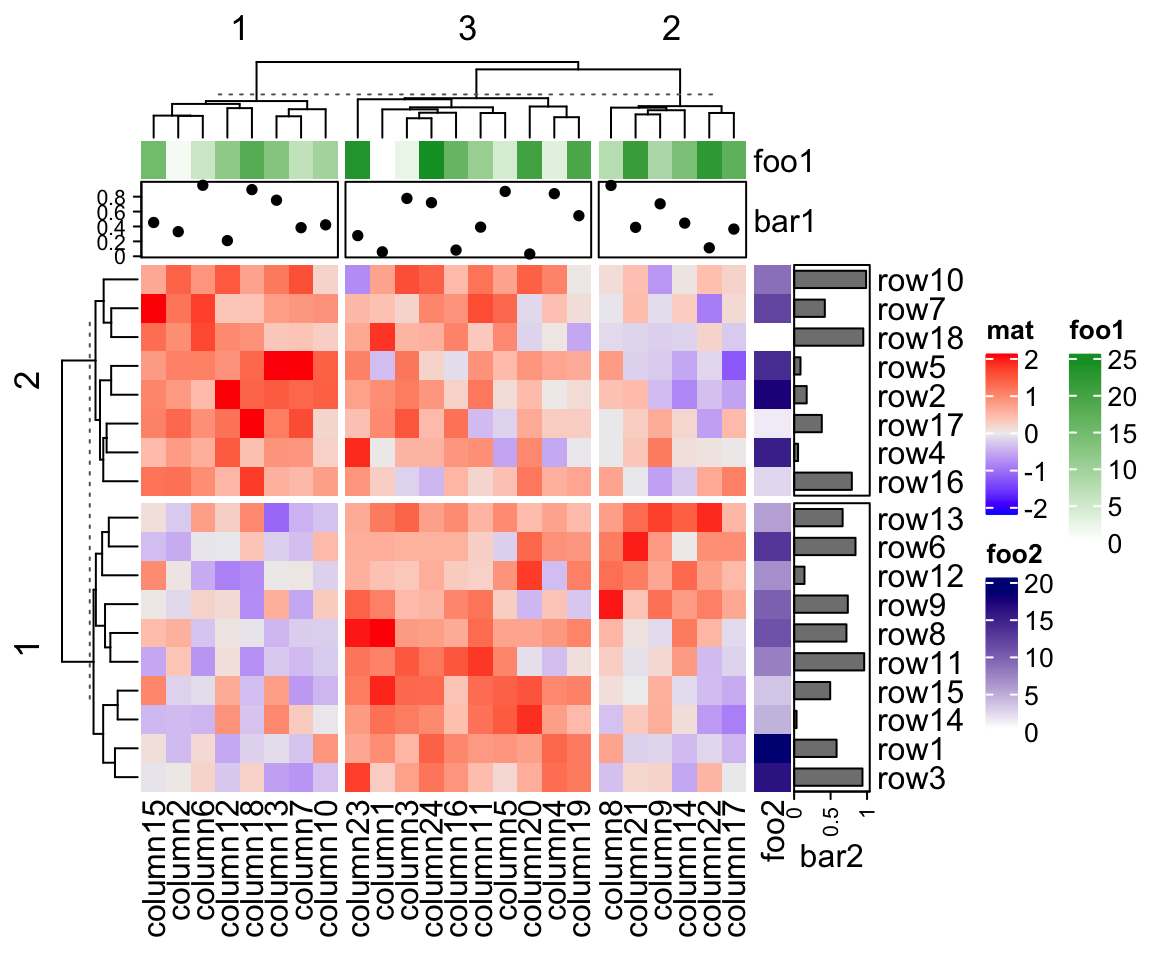 1 3 2
foo1
bar1
0.8
0.6
0.4
0.2
0
2
1
row10
row7
row18
row5
row2
row17
row4
row16
row13
row6
row12
row9
row8
row11
row15
row14
row1
row3
column15
column2
column6
column12
column18
column13
column7
column10
column23
column1
column3
column24
column16
column11
column5
column20
column4
column19
column8
column21
column9
column14
column22
column17
foo2
0 0.5 1
bar2
mat
2
1
0
-1
-2
foo1
25
20
15
10
5
0
foo2
20
15
10
5
0